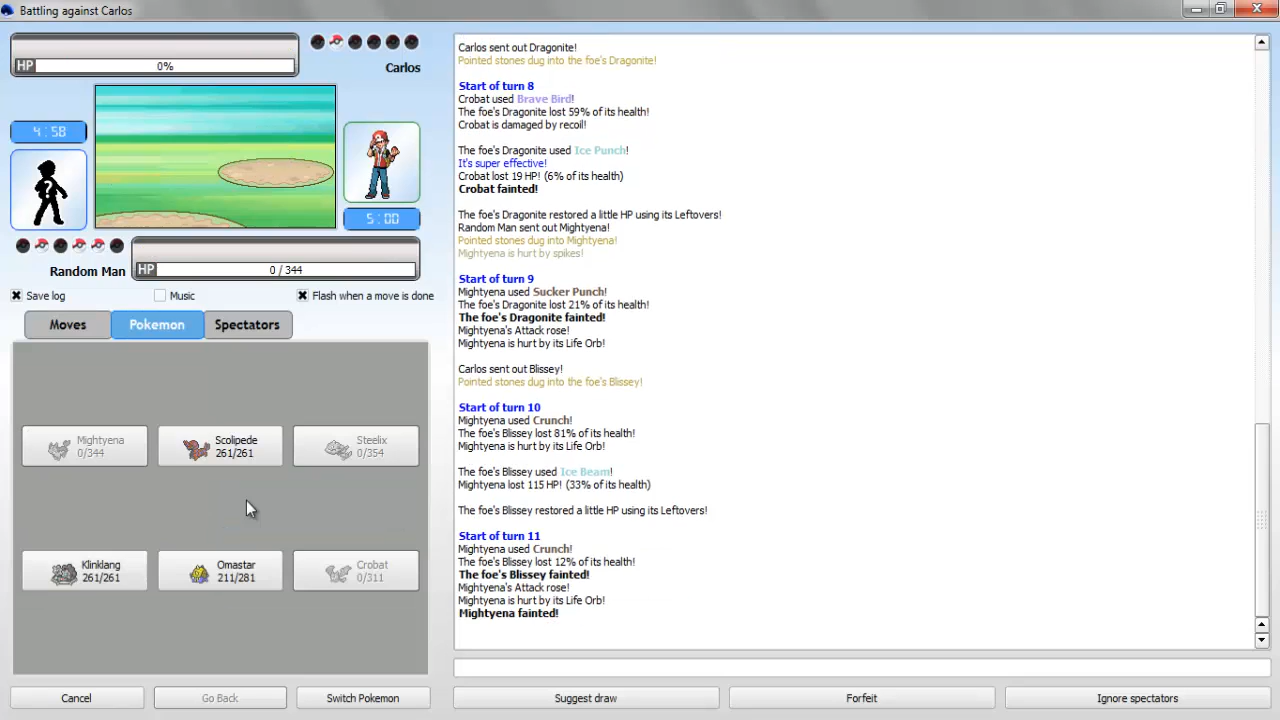 Battling against Carlos
HP
0%
Carlos
4:58
5:00
Random Man
HP
0 / 344
Save log
Music
Flash when a move is done
Moves
Pokemon
Spectators
Mightyena
0/344
Scolipede
261/261
Steelix
0/354
Klinklang
261/261
Omastar
211/281
Crobat
0/311
Cancel
Go Back
Switch Pokemon
Carlos sent out Dragonite!
Pointed stones dug into the foe's Dragonite!
Start of turn 8
Crobat used Brave Bird!
The foe's Dragonite lost 59% of its health!
Crobat is damaged by recoil!
The foe's Dragonite used Ice Punch!
It's super effective!
Crobat lost 19 HP! (6% of its health)
Crobat fainted!
The foe's Dragonite restored a little HP using its Leftovers!
Random Man sent out Mightyena!
Pointed stones dug into Mightyena!
Mightyena is hurt by spikes!
Start of turn 9
Mightyena used Sucker Punch!
The foe's Dragonite lost 21% of its health!
The foe's Dragonite fainted!
Mightyena's Attack rose!
Mightyena is hurt by its Life Orb!
Carlos sent out Blissey!
Pointed stones dug into the foe's Blissey!
Start of turn 10
Mightyena used Crunch!
The foe's Blissey lost 81% of its health!
Mightyena is hurt by its Life Orb!
The foe's Blissey used Ice Beam!
Mightyena lost 115 HP! (33% of its health)
The foe's Blissey restored a little HP using its Leftovers!
Start of turn 11
Mightyena used Crunch!
The foe's Blissey lost 12% of its health!
The foe's Blissey fainted!
Mightyena's Attack rose!
Mightyena is hurt by its Life Orb!
Mightyena fainted!
Suggest draw
Forfeit
Ignore spectators